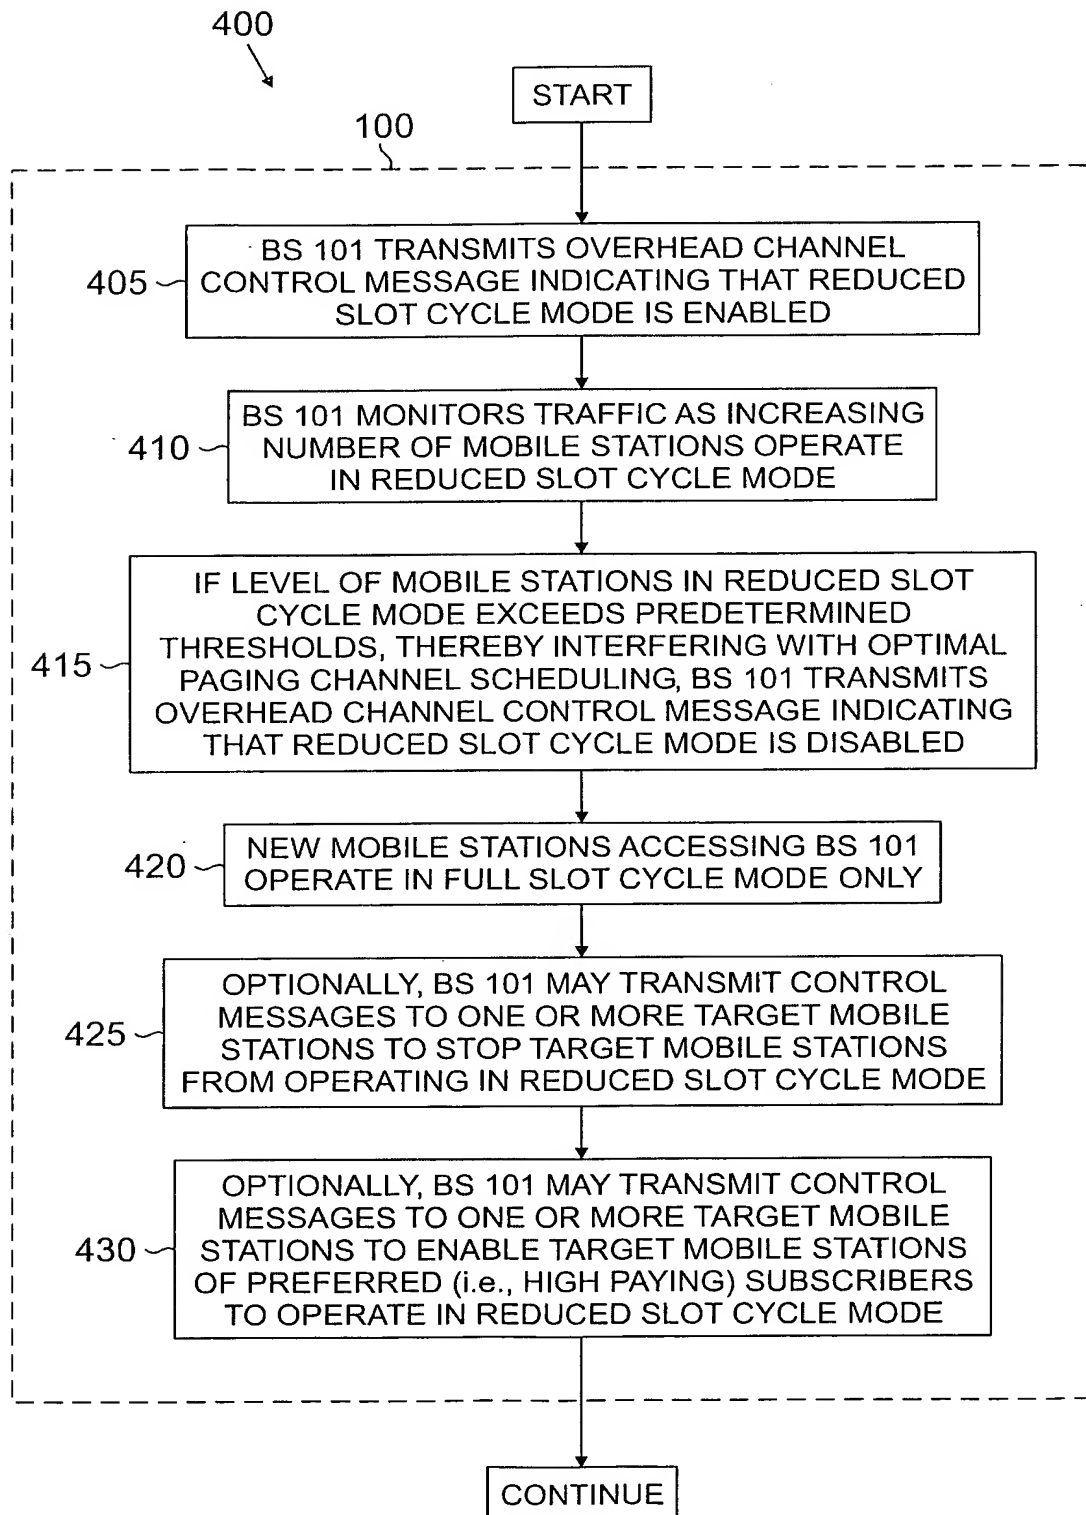 400
START
100
405
BS 101 TRANSMITS OVERHEAD CHANNEL
CONTROL MESSAGE INDICATING THAT REDUCED
SLOT CYCLE MODE IS ENABLED
410
BS 101 MONITORS TRAFFIC AS INCREASING
NUMBER OF MOBILE STATIONS OPERATE
IN REDUCED SLOT CYCLE MODE
415
IF LEVEL OF MOBILE STATIONS IN REDUCED SLOT
CYCLE MODE EXCEEDS PREDETERMINED
THRESHOLDS, THEREBY INTERFERING WITH OPTIMAL
PAGING CHANNEL SCHEDULING, BS 101 TRANSMITS
OVERHEAD CHANNEL CONTROL MESSAGE INDICATING
THAT REDUCED SLOT CYCLE MODE IS DISABLED
420
NEW MOBILE STATIONS ACCESSING BS 101
OPERATE IN FULL SLOT CYCLE MODE ONLY
425
OPTIONALLY, BS 101 MAY TRANSMIT CONTROL
MESSAGES TO ONE OR MORE TARGET MOBILE
STATIONS TO STOP TARGET MOBILE STATIONS
FROM OPERATING IN REDUCED SLOT CYCLE MODE
430
OPTIONALLY, BS 101 MAY TRANSMIT CONTROL
MESSAGES TO ONE OR MORE TARGET MOBILE
STATIONS TO ENABLE TARGET MOBILE STATIONS
OF PREFERRED (i.e., HIGH PAYING) SUBSCRIBERS
TO OPERATE IN REDUCED SLOT CYCLE MODE
CONTINUE